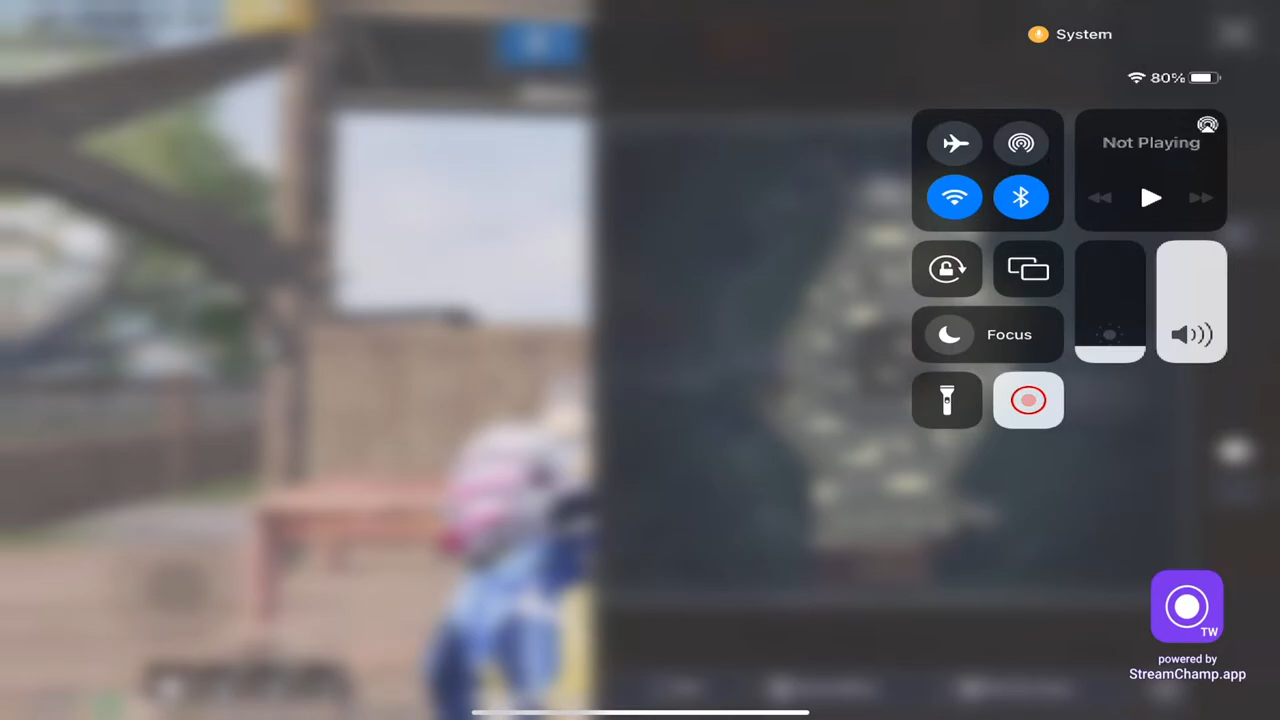 System
80%
Not Playing
Focus
TW
powered by
StreamChamp.app